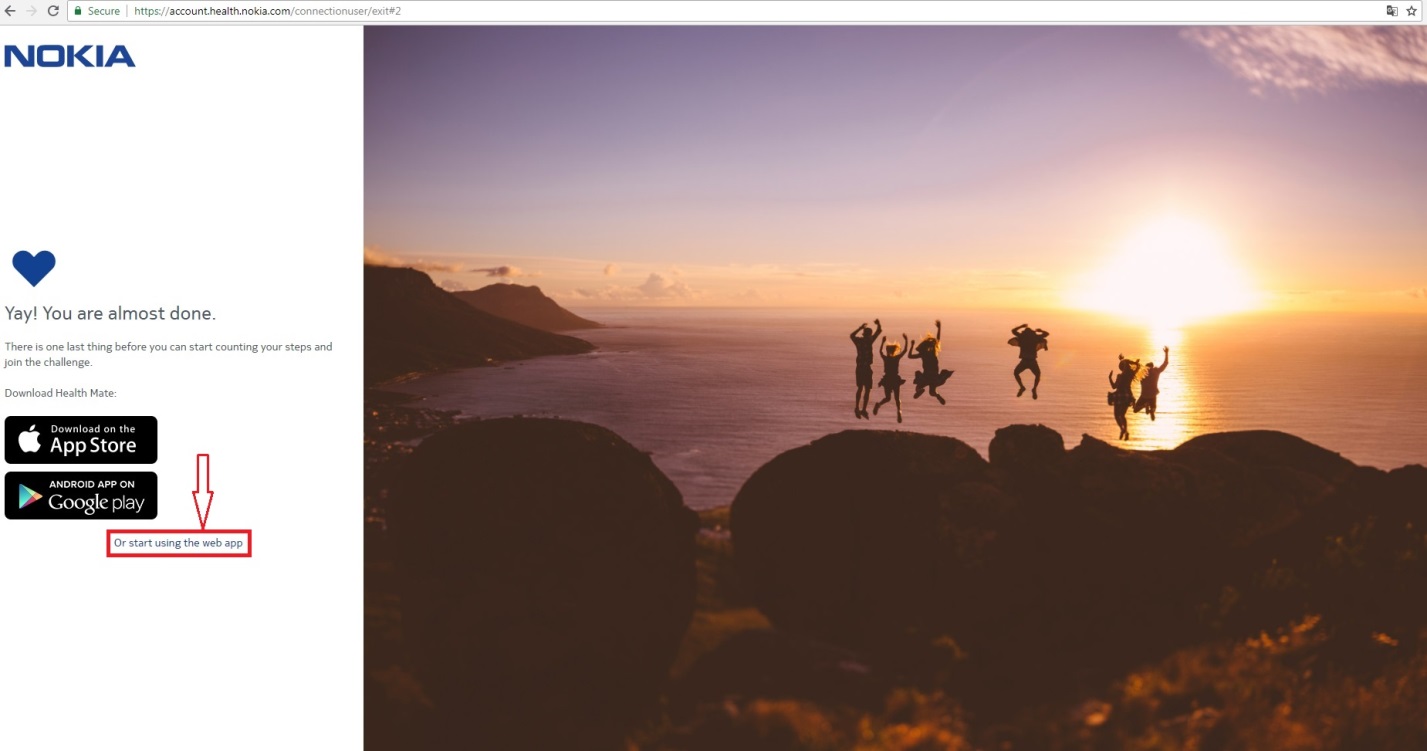 Secure | https://account.health.nokia.com/connectionuser/exit#2
NOKIA
Yay! You are almost done.
There is one last thing before you can start counting your steps and
join the challenge.
Download Health Mate:
Download on the
App Store
ANDROID APP ON
Google play
Or start using the web app